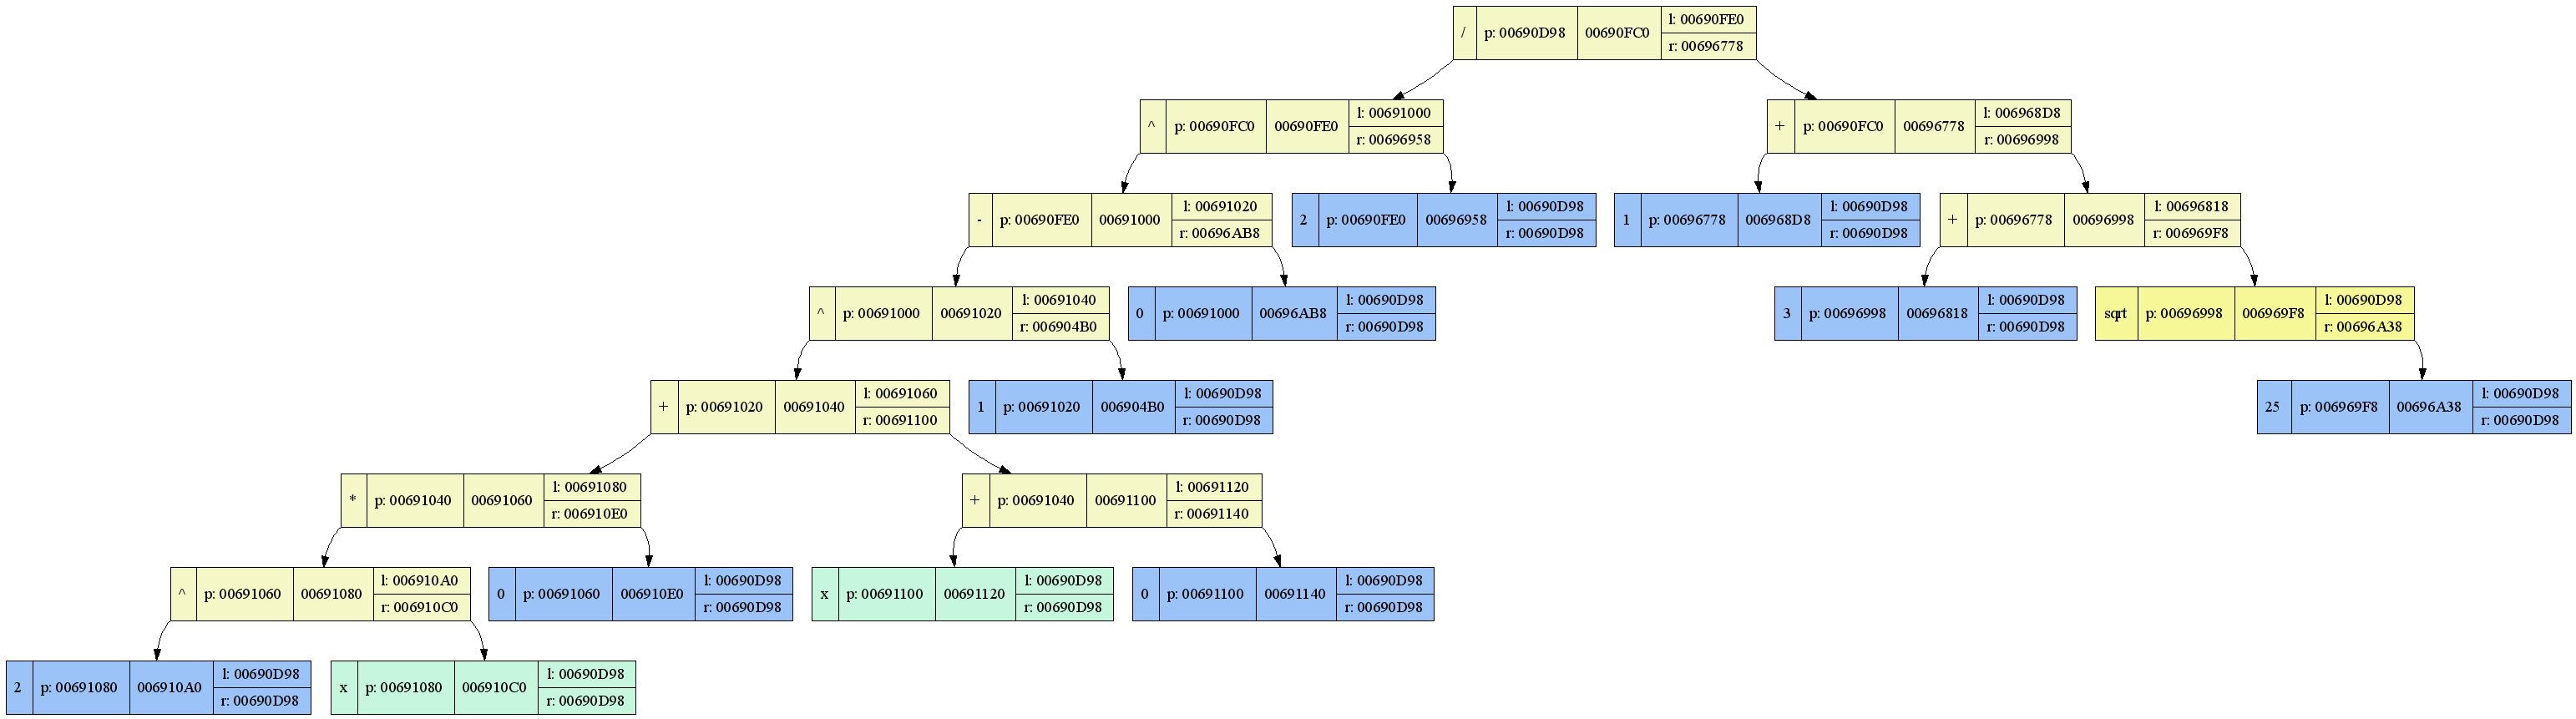 / p: 00690D98 00690FC0 l: 00690FE0
r: 00696778
^ p: 00690FC0 00690FE0 l: 00691000
r: 00696958
+ p: 00690FC0 00696778 l: 006968D8
r: 00696998
- p: 00690FE0 00691000 l: 00691020
r: 00696AB8
2 p: 00690FE0 00696958 l: 00690D98
r: 00690D98
1 p: 00696778 006968D8 l: 00690D98
r: 00690D98
+ p: 00696778 00696998 l: 00696818
r: 006969F8
^ p: 00691000 00691020 l: 00691040
r: 006904B0
0 p: 00691000 00696AB8 l: 00690D98
r: 00690D98
3 p: 00696998 00696818 l: 00690D98
r: 00690D98
sqrt p: 00696998 006969F8 l: 00690D98
r: 00696A38
+ p: 00691020 00691040 l: 00691060
r: 00691100
1 p: 00691020 006904B0 l: 00690D98
r: 00690D98
25 p: 006969F8 00696A38 l: 00690D98
r: 00690D98
* p: 00691040 00691060 l: 00691080
r: 006910E0
+ p: 00691040 00691100 l: 00691120
r: 00691140
^ p: 00691060 00691080 l: 006910A0
r: 006910C0
0 p: 00691060 006910E0 l: 00690D98
r: 00690D98
x p: 00691100 00691120 l: 00690D98
r: 00690D98
0 p: 00691100 00691140 l: 00690D98
r: 00690D98
2 p: 00691080 006910A0 l: 00690D98
r: 00690D98
x p: 00691080 006910C0 l: 00690D98
r: 00690D98